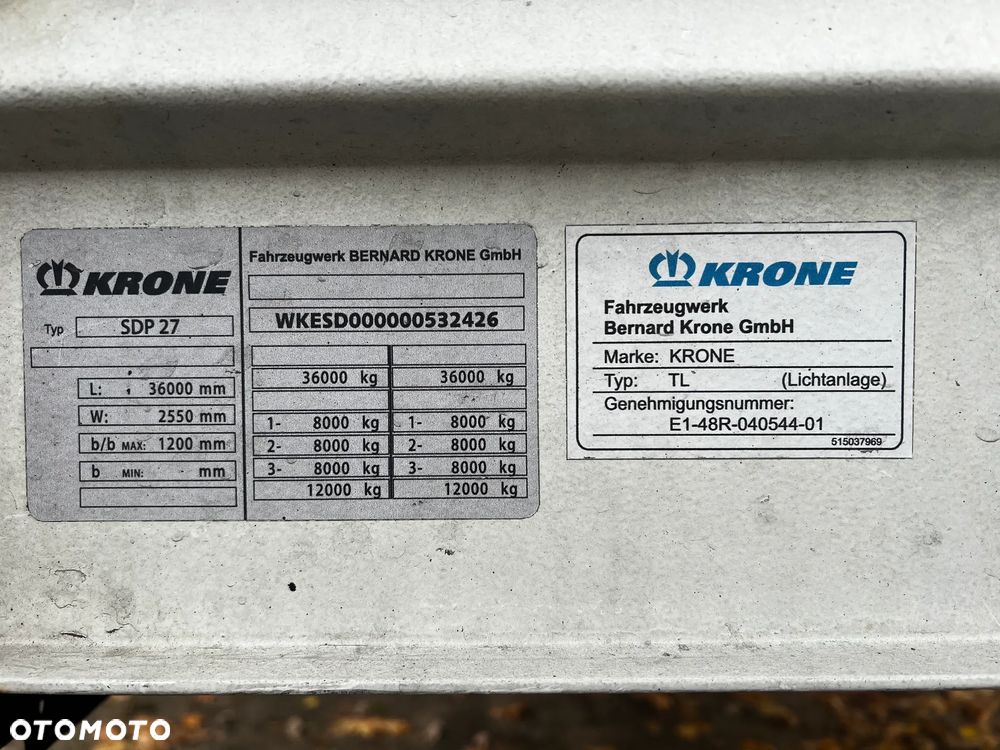 KRONE
Typ SDP 27
L: 36000 mm
W: 2550 mm
b/b MAX: 1200 mm
b MIN: mm
Fahrzeugwerk BERNARD KRONE GmbH
WKESD000000532426
36000 kg 36000 kg
1- 8000 kg 1- 8000 kg
2- 8000 kg 2- 8000 kg
3- 8000 kg 3- 8000 kg
12000 kg 12000 kg
KRONE
Fahrzeugwerk
Bernard Krone GmbH
Marke: KRONE
Typ: TL (Lichtanlage)
Genehmigungsnummer:
E1-48R-040544-01
515037969
OTOMOTO